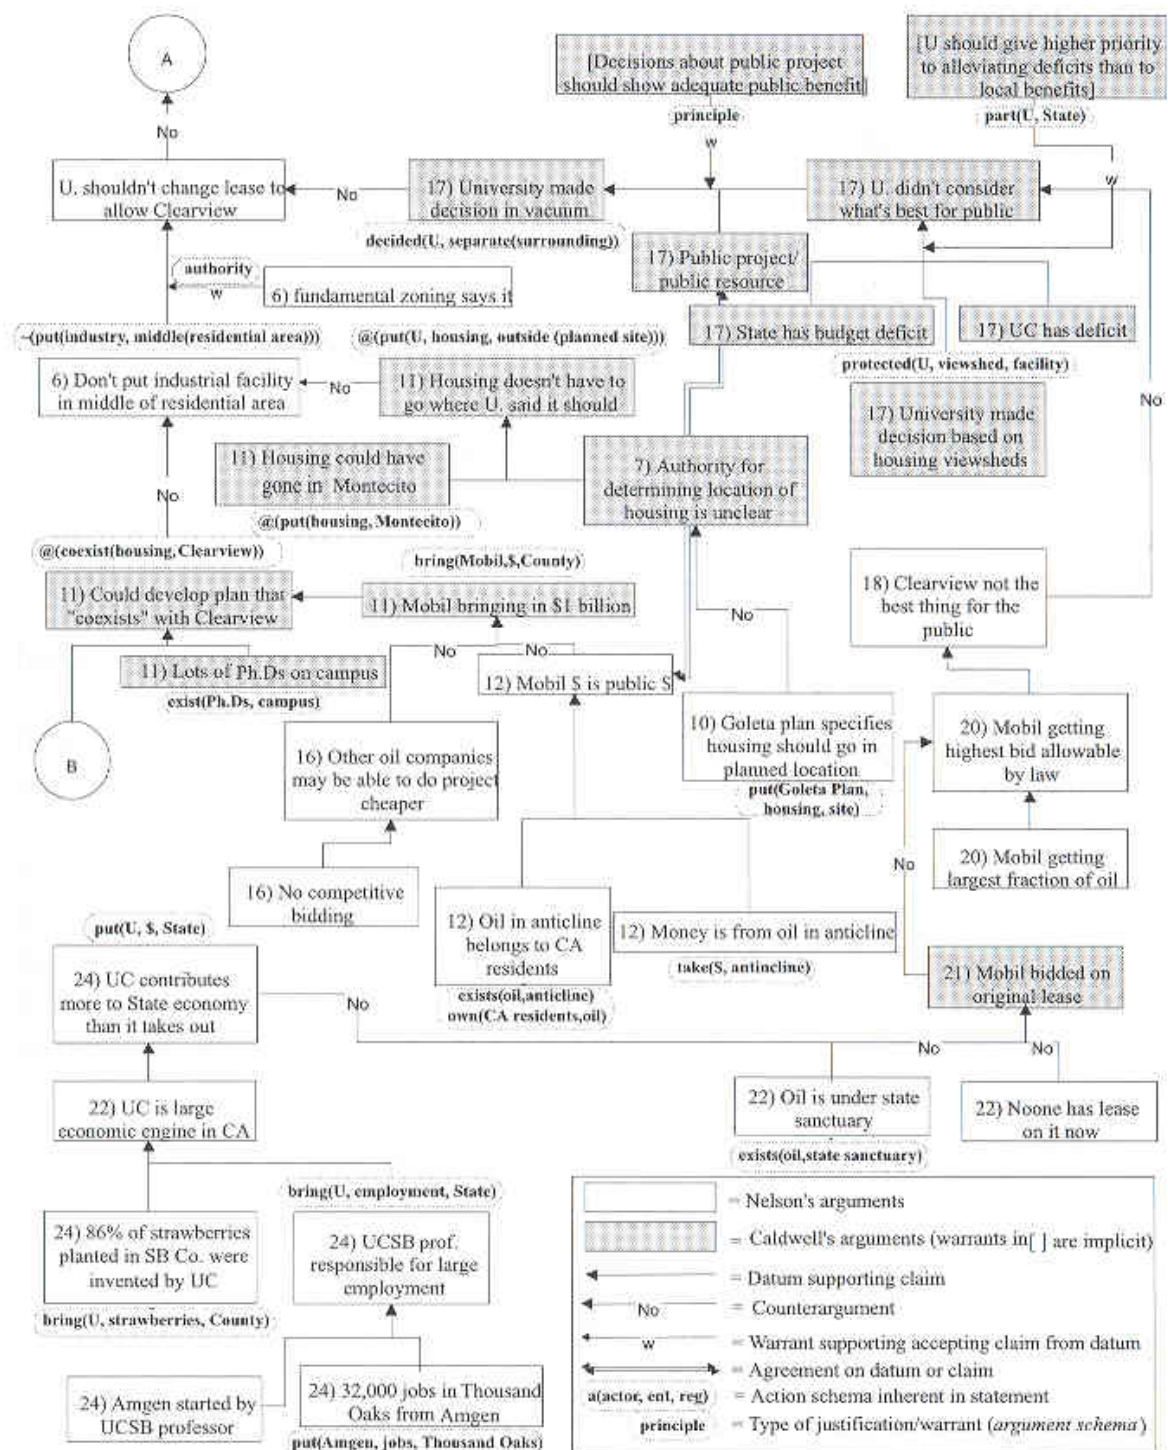 A
[Decisions about public project
should show adequate public benefit]
principle
w
[U should give higher priority
to alleviating deficits than to
local benefits]
part(U, State)
w
No
U. shouldn't change lease to
allow Clearview
No
17) University made
decision in vacuum
decided(U, separate(surrounding))
17) U. didn't consider
what's best for public
17) Public project/
public resource
authority
w
6) fundamental zoning says it
17) State has budget deficit
17) UC has deficit
~(put(industry, middle(residential area)))
@(put(U, housing, outside (planned site)))
protected(U, viewshed, facility)
6) Don't put industrial facility
in middle of residential area
No
11) Housing doesn't have to
go where U. said it should
17) University made
decision based on
housing viewsheds
No
11) Housing could have
gone in Montecito
@(put(housing, Montecito))
7) Authority for
determining location of
housing is unclear
No
@(coexist(housing, Clearview))
bring(Mobil,$,County)
11) Could develop plan that
"coexists" with Clearview
11) Mobil bringing in $1 billion
18) Clearview not the
best thing for the
public
No
No
No
11) Lots of Ph.Ds on campus
exist(Ph.Ds, campus)
12) Mobil $ is public $
B
16) Other oil companies
may be able to do project
cheaper
10) Goleta plan specifies
housing should go in
planned location
put(Goleta Plan,
housing, site)
20) Mobil getting
highest bid allowable
by law
No
20) Mobil getting
largest fraction of oil
16) No competitive
bidding
12) Oil in anticline
belongs to CA
residents
exists(oil,anticline)
own(CA residents,oil)
12) Money is from oil in anticline
take($, antincline)
put(U, $, State)
24) UC contributes
more to State economy
than it takes out
No
21) Mobil bidded on
original lease
No
No
22) UC is large
economic engine in CA
22) Oil is under state
sanctuary
exists(oil,state sanctuary)
22) Noone has lease
on it now
bring(U, employment, State)
24) 86% of strawberries
planted in SB Co. were
invented by UC
bring(U, strawberries, County)
24) UCSB prof.
responsible for large
employment
24) Amgen started by
UCSB professor
24) 32,000 jobs in Thousand
Oaks from Amgen
put(Amgen, jobs, Thousand Oaks)
= Nelson's arguments
= Caldwell's arguments (warrants in[ ] are implicit)
= Datum supporting claim
No = Counterargument
w = Warrant supporting accepting claim from datum
= Agreement on datum or claim
a(actor, ent, reg) = Action schema inherent in statement
principle = Type of justification/warrant (argument schema)